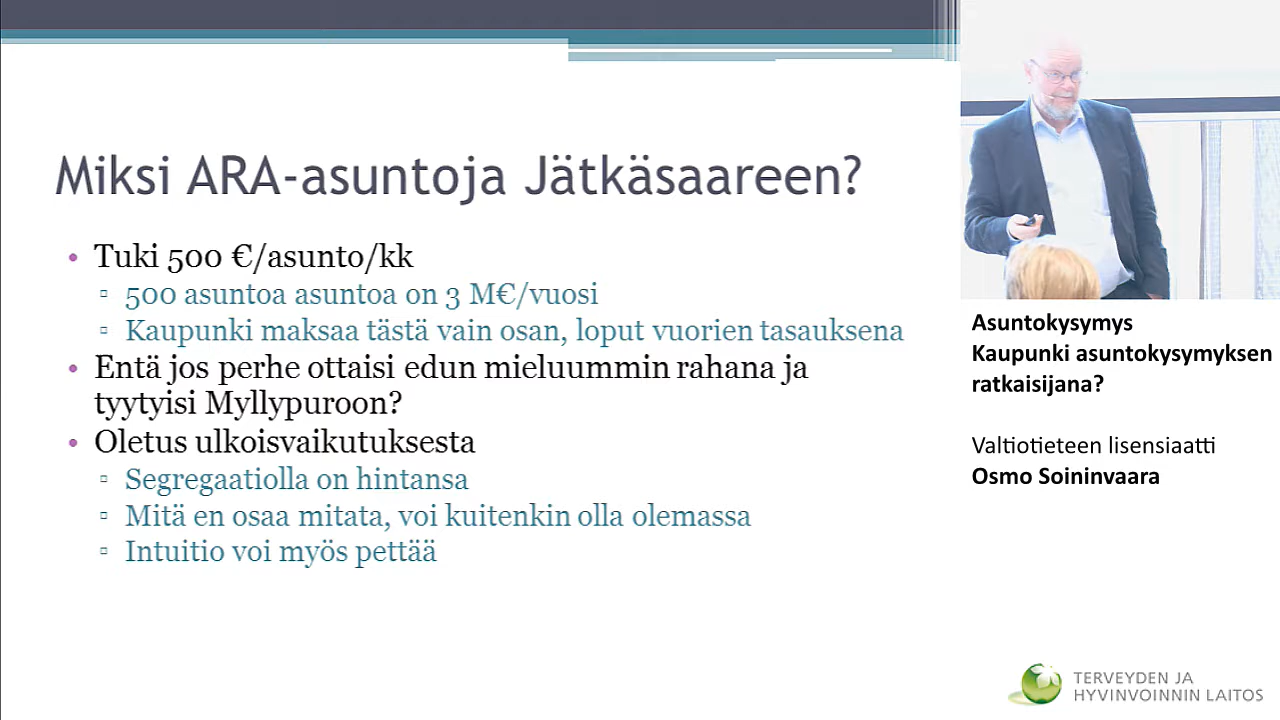 Miksi ARA-asuntoja Jätkäsaareen?
• Tuki 500 €/asunto/kk
▫ 500 asuntoa asuntoa on 3 M€/vuosi
▫ Kaupunki maksaa tästä vain osan, loput vuorien tasauksena
• Entä jos perhe ottaisi edun mieluummin rahana ja
tyytyisi Myllypuroon?
• Oletus ulkoisvaikutuksesta
▫ Segregaatiolla on hintansa
▫ Mitä en osaa mitata, voi kuitenkin olla olemassa
▫ Intuitio voi myös pettää
Asuntokysymys
Kaupunki asuntokysymyksen
ratkaisijana?
Valtiotieteen lisensiaatti
Osmo Soininvaara
TERVEYDEN JA
HYVINVOINNIN LAITOS